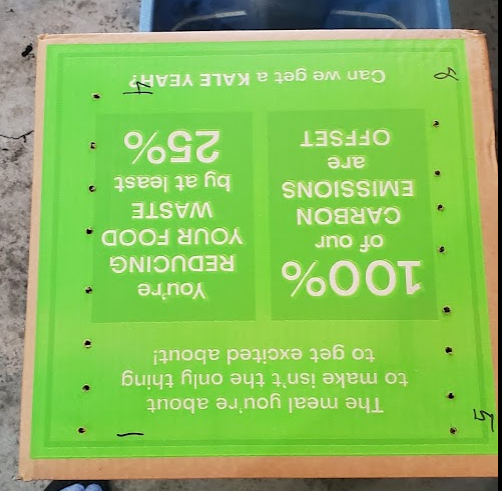 The meal you're about
to make isn't the only thing
to get excited about!
100%
of our
CARBON
EMISSIONS
are
OFFSET
You're
REDUCING
YOUR FOOD
WASTE
by at least
25%
Can we get a KALE YEAH?